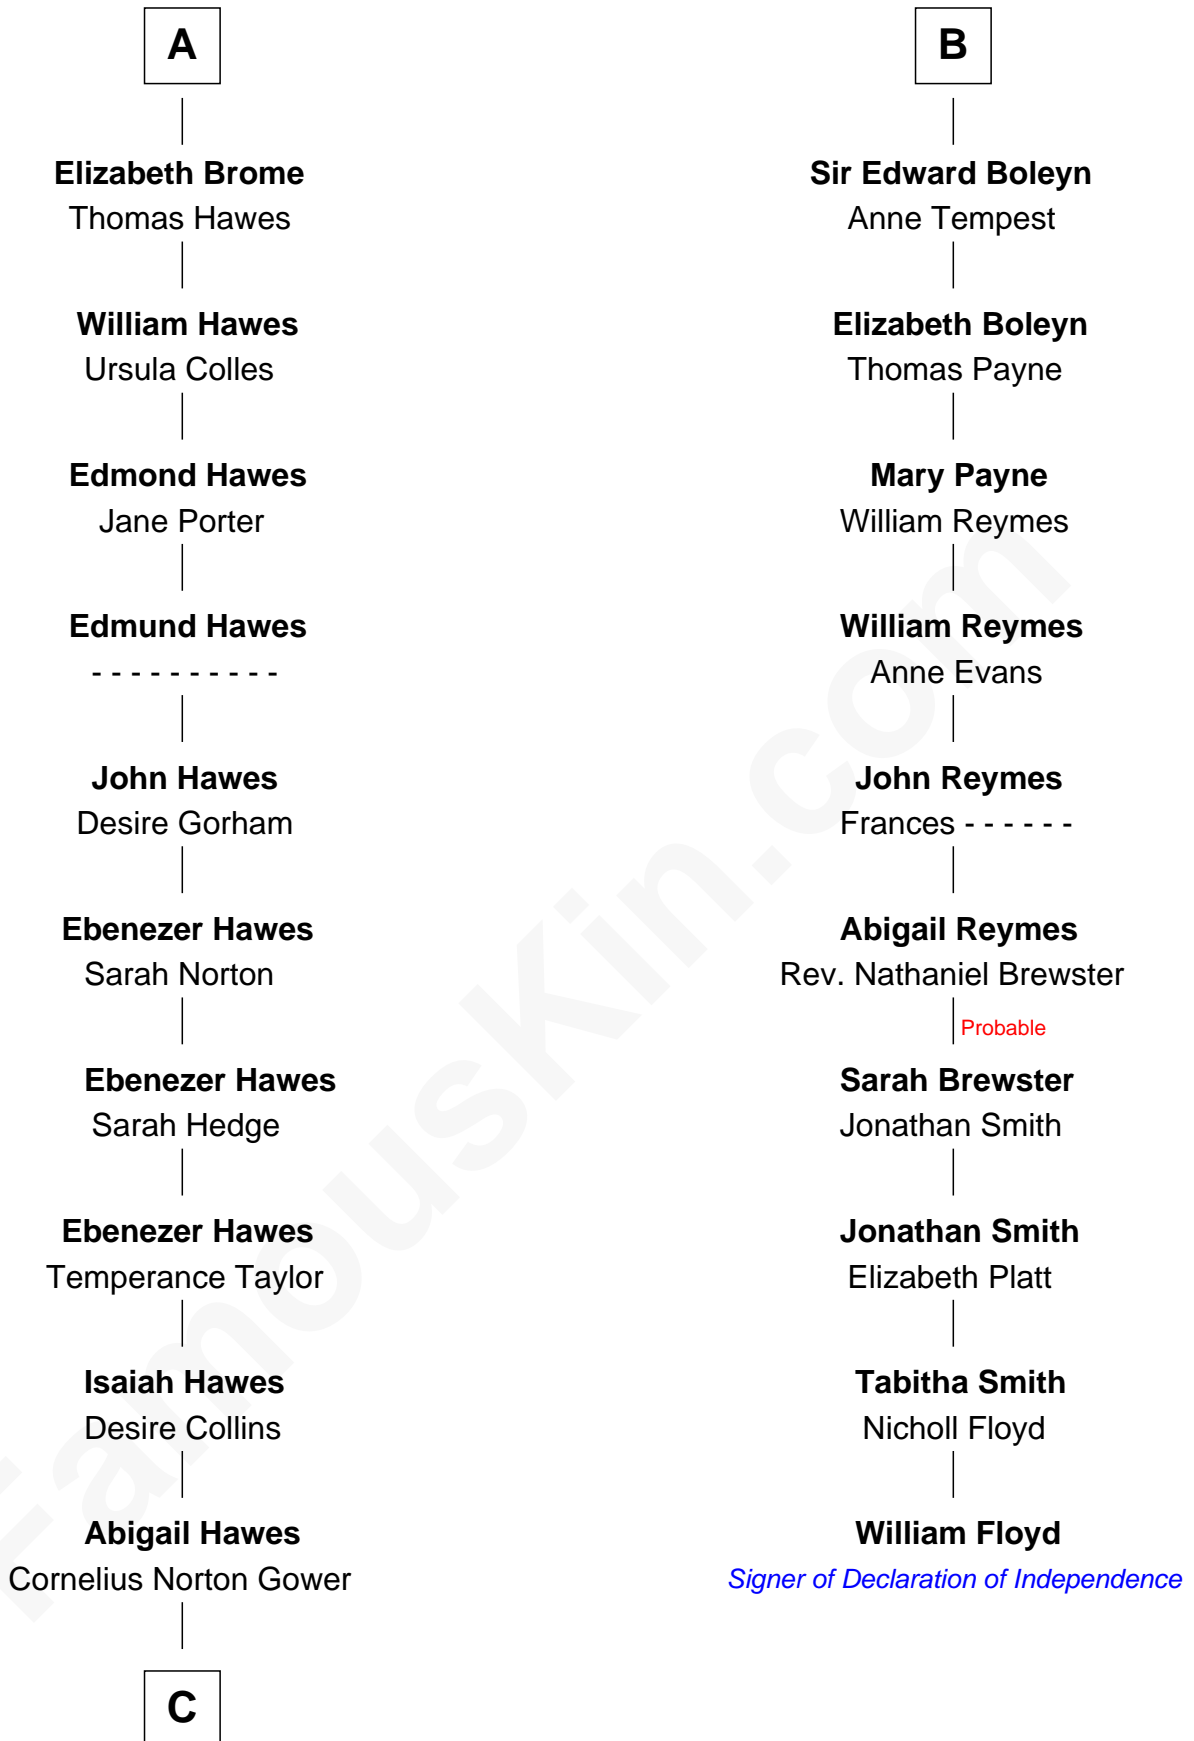 A
Elizabeth Brome
Thomas Hawes
William Hawes
Ursula Colles
Edmond Hawes
Jane Porter
Edmund Hawes
- - - - - - - - - -
John Hawes
Desire Gorham
Ebenezer Hawes
Sarah Norton
Ebenezer Hawes
Sarah Hedge
Ebenezer Hawes
Temperance Taylor
Isaiah Hawes
Desire Collins
Abigail Hawes
Cornelius Norton Gower
C
B
Sir Edward Boleyn
Anne Tempest
Elizabeth Boleyn
Thomas Payne
Mary Payne
William Reymes
William Reymes
Anne Evans
John Reymes
Frances - - - - - -
Abigail Reymes
Rev. Nathaniel Brewster
Probable
Sarah Brewster
Jonathan Smith
Jonathan Smith
Elizabeth Platt
Tabitha Smith
Nicholl Floyd
William Floyd
Signer of Declaration of Independence
FamousKin.com